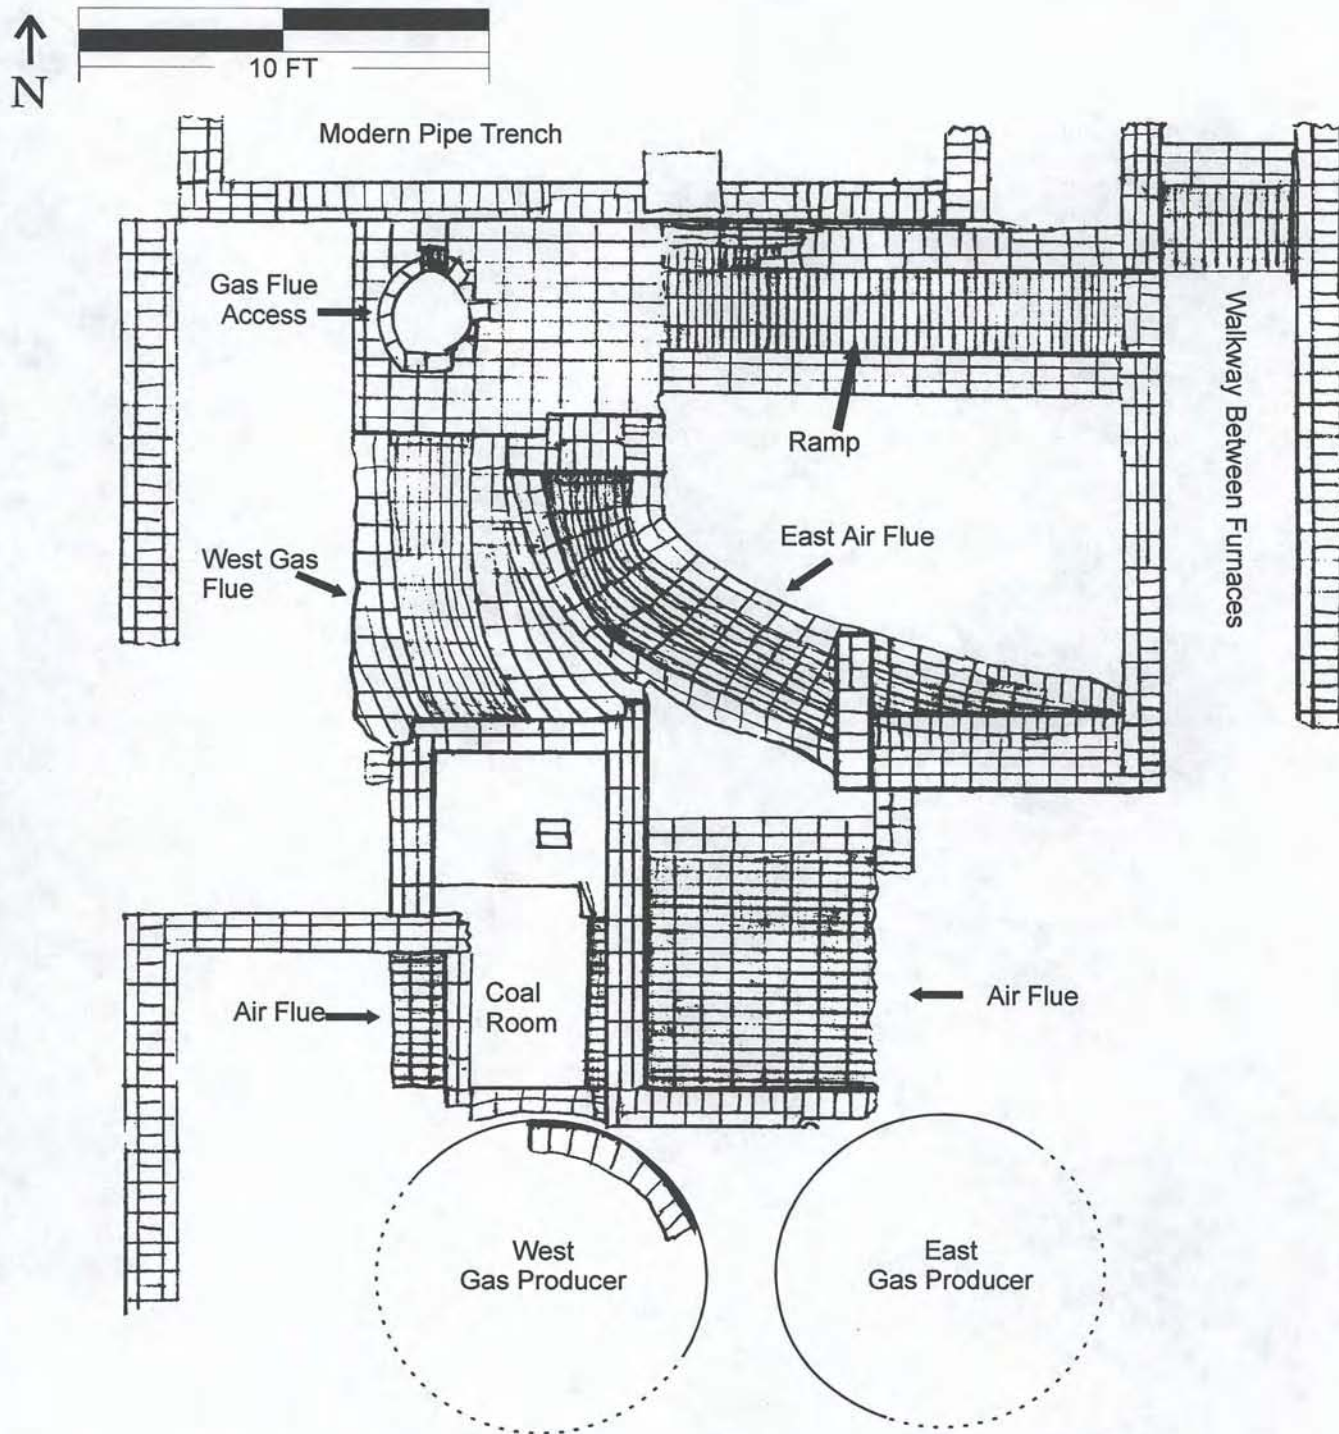 10 FT
N
Modern Pipe Trench
Gas Flue
Access
Ramp
Walkway Between Furnaces
East Air Flue
West Gas
Flue
Coal
Room
Air Flue
Air Flue
West
Gas Producer
East
Gas Producer